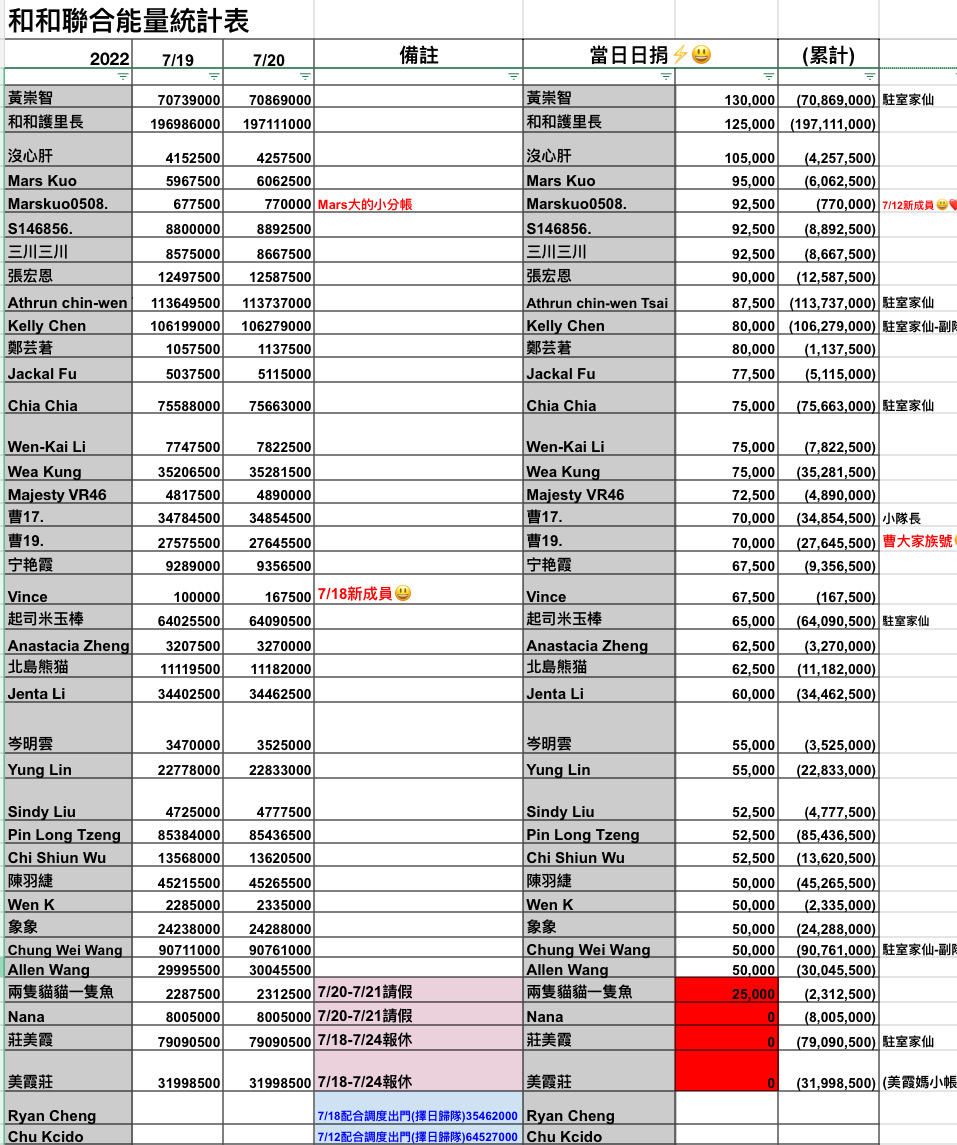 和和聯合能量統計表
2022 7/19 7/20 備註 當日日捐⚡😃 (累計)
黃崇智 70739000 70869000 黃崇智 130,000 (70,869,000) 駐室家仙
和和護里長 196986000 197111000 和和護里長 125,000 (197,111,000)
沒心肝 4152500 4257500 沒心肝 105,000 (4,257,500)
Mars Kuo 5967500 6062500 Mars Kuo 95,000 (6,062,500)
Marskuo0508. 677500 770000 Mars大的小分帳 Marskuo0508. 92,500 (770,000) 7/12新成員😃❤
S146856. 8800000 8892500 S146856. 92,500 (8,892,500)
三川三川 8575000 8667500 三川三川 92,500 (8,667,500)
張宏恩 12497500 12587500 張宏恩 90,000 (12,587,500)
Athrun chin-wen 113649500 113737000 Athrun chin-wen Tsai 87,500 (113,737,000) 駐室家仙
Kelly Chen 106199000 106279000 Kelly Chen 80,000 (106,279,000) 駐室家仙-副隊
鄭芸著 1057500 1137500 鄭芸著 80,000 (1,137,500)
Jackal Fu 5037500 5115000 Jackal Fu 77,500 (5,115,000)
Chia Chia 75588000 75663000 Chia Chia 75,000 (75,663,000) 駐室家仙
Wen-Kai Li 7747500 7822500 Wen-Kai Li 75,000 (7,822,500)
Wea Kung 35206500 35281500 Wea Kung 75,000 (35,281,500)
Majesty VR46 4817500 4890000 Majesty VR46 72,500 (4,890,000)
曹17. 34784500 34854500 曹17. 70,000 (34,854,500) 小隊長
曹19. 27575500 27645500 曹19. 70,000 (27,645,500) 曹大家族號
宁艳霞 9289000 9356500 宁艳霞 67,500 (9,356,500)
Vince 100000 167500 7/18新成員😃 Vince 67,500 (167,500)
起司米玉棒 64025500 64090500 起司米玉棒 65,000 (64,090,500) 駐室家仙
Anastacia Zheng 3207500 3270000 Anastacia Zheng 62,500 (3,270,000)
北島熊猫 11119500 11182000 北島熊猫 62,500 (11,182,000)
Jenta Li 34402500 34462500 Jenta Li 60,000 (34,462,500)
岑明雲 3470000 3525000 岑明雲 55,000 (3,525,000)
Yung Lin 22778000 22833000 Yung Lin 55,000 (22,833,000)
Sindy Liu 4725000 4777500 Sindy Liu 52,500 (4,777,500)
Pin Long Tzeng 85384000 85436500 Pin Long Tzeng 52,500 (85,436,500)
Chi Shiun Wu 13568000 13620500 Chi Shiun Wu 52,500 (13,620,500)
陳羽緁 45215500 45265500 陳羽緁 50,000 (45,265,500)
Wen K 2285000 2335000 Wen K 50,000 (2,335,000)
象象 24238000 24288000 象象 50,000 (24,288,000)
Chung Wei Wang 90711000 90761000 Chung Wei Wang 50,000 (90,761,000) 駐室家仙-副隊
Allen Wang 29995500 30045500 Allen Wang 50,000 (30,045,500)
兩隻貓貓一隻魚 2287500 2312500 7/20-7/21請假 兩隻貓貓一隻魚 25,000 (2,312,500)
Nana 8005000 8005000 7/20-7/21請假 Nana 0 (8,005,000)
莊美霞 79090500 79090500 7/18-7/24報休 莊美霞 0 (79,090,500) 駐室家仙
美霞莊 31998500 31998500 7/18-7/24報休 美霞莊 0 (31,998,500) (美霞媽小帳
Ryan Cheng 7/18配合調度出門(擇日歸隊)35462000 Ryan Cheng
Chu Kcido 7/12配合調度出門(擇日歸隊)64527000 Chu Kcido